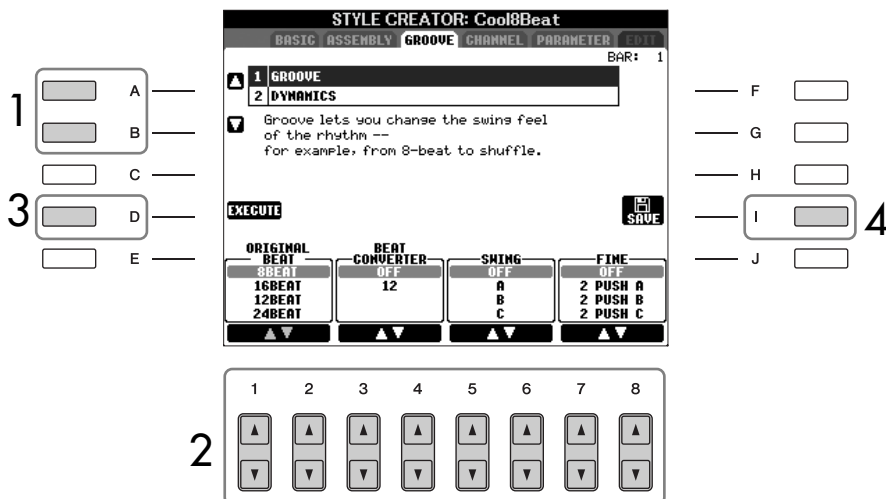 STYLE CREATOR: Cool8Beat
BASIC ASSEMBLY GROOVE CHANNEL PARAMETER EDIT
BAR: 1
1 GROOVE
2 DYNAMICS
Groove lets you change the swing feel
of the rhythm --
for example, from 8-beat to shuffle.
EXECUTE
SAVE
ORIGINAL BEAT
8BEAT
16BEAT
12BEAT
24BEAT
BEAT CONVERTER
OFF
12
SWING
OFF
A
B
C
FINE
OFF
2 PUSH A
2 PUSH B
2 PUSH C
1
A
B
C
3
D
E
F
G
H
I
4
J
2
1 2 3 4 5 6 7 8